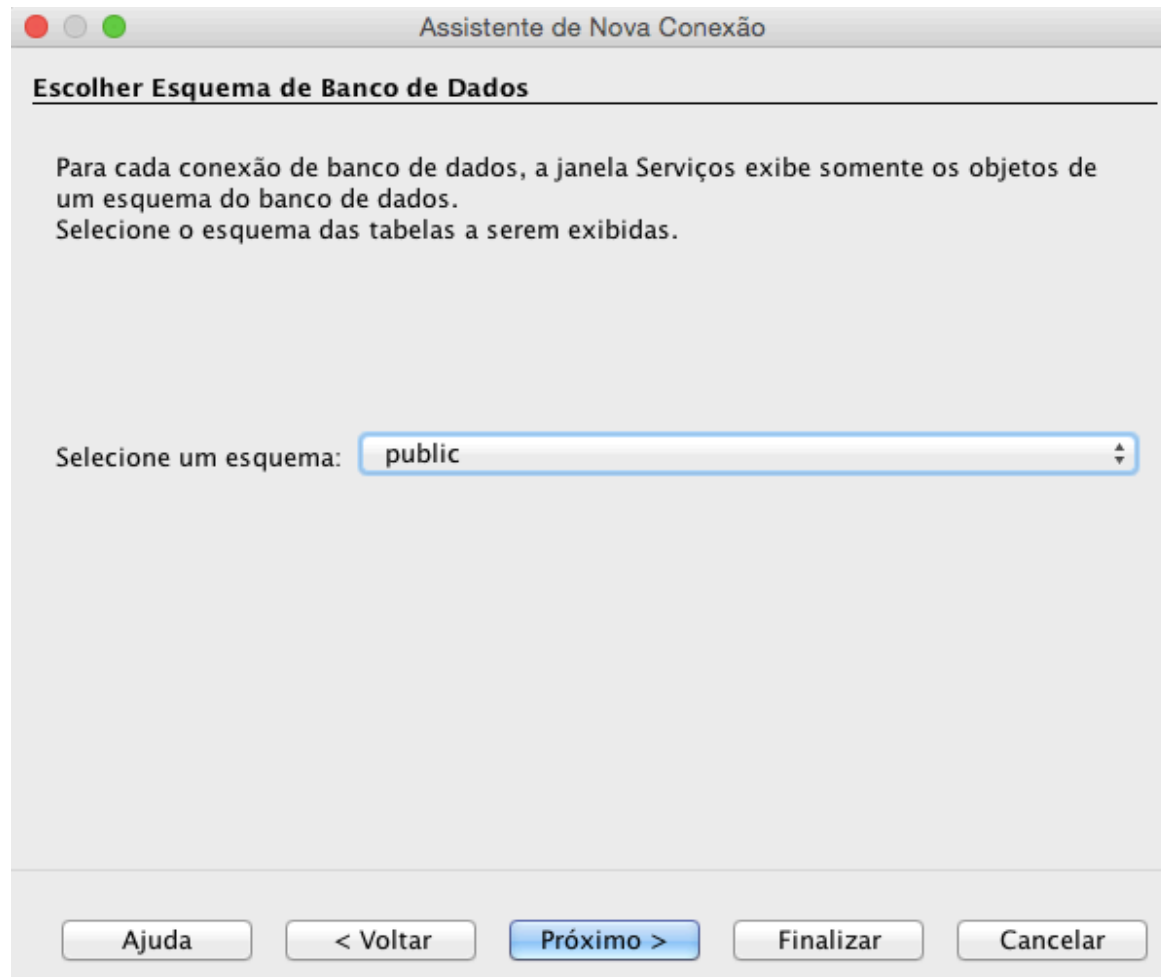 Assistente de Nova Conexão
Escolher Esquema de Banco de Dados
Para cada conexão de banco de dados, a janela Serviços exibe somente os objetos de
um esquema do banco de dados.
Selecione o esquema das tabelas a serem exibidas.
Selecione um esquema: public
Ajuda < Voltar Próximo > Finalizar Cancelar